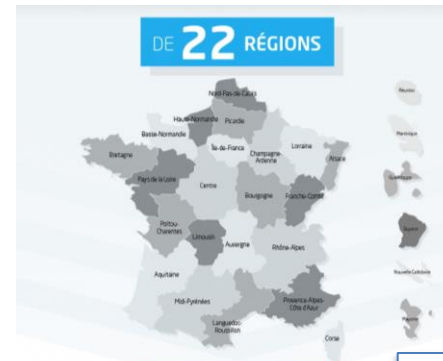 DE 22 RÉGIONS
Nord-Pas-de-Calais
Haute-Normandie
Picardie
Basse-Normandie
Île-de-France
Champagne-
Ardenne
Lorraine
Alsace
Bretagne
Pays de la Loire
Centre
Bourgogne
Franche-Comté
Poitou-
Charentes
Limousin
Auvergne
Rhône-Alpes
Aquitaine
Midi-Pyrénées
Languedoc-
Roussillon
Provence-Alpes-
Côte d'Azur
Corse
Réunion
Martinique
Guadeloupe
Guyane
Nouvelle Calédonie
Mayotte